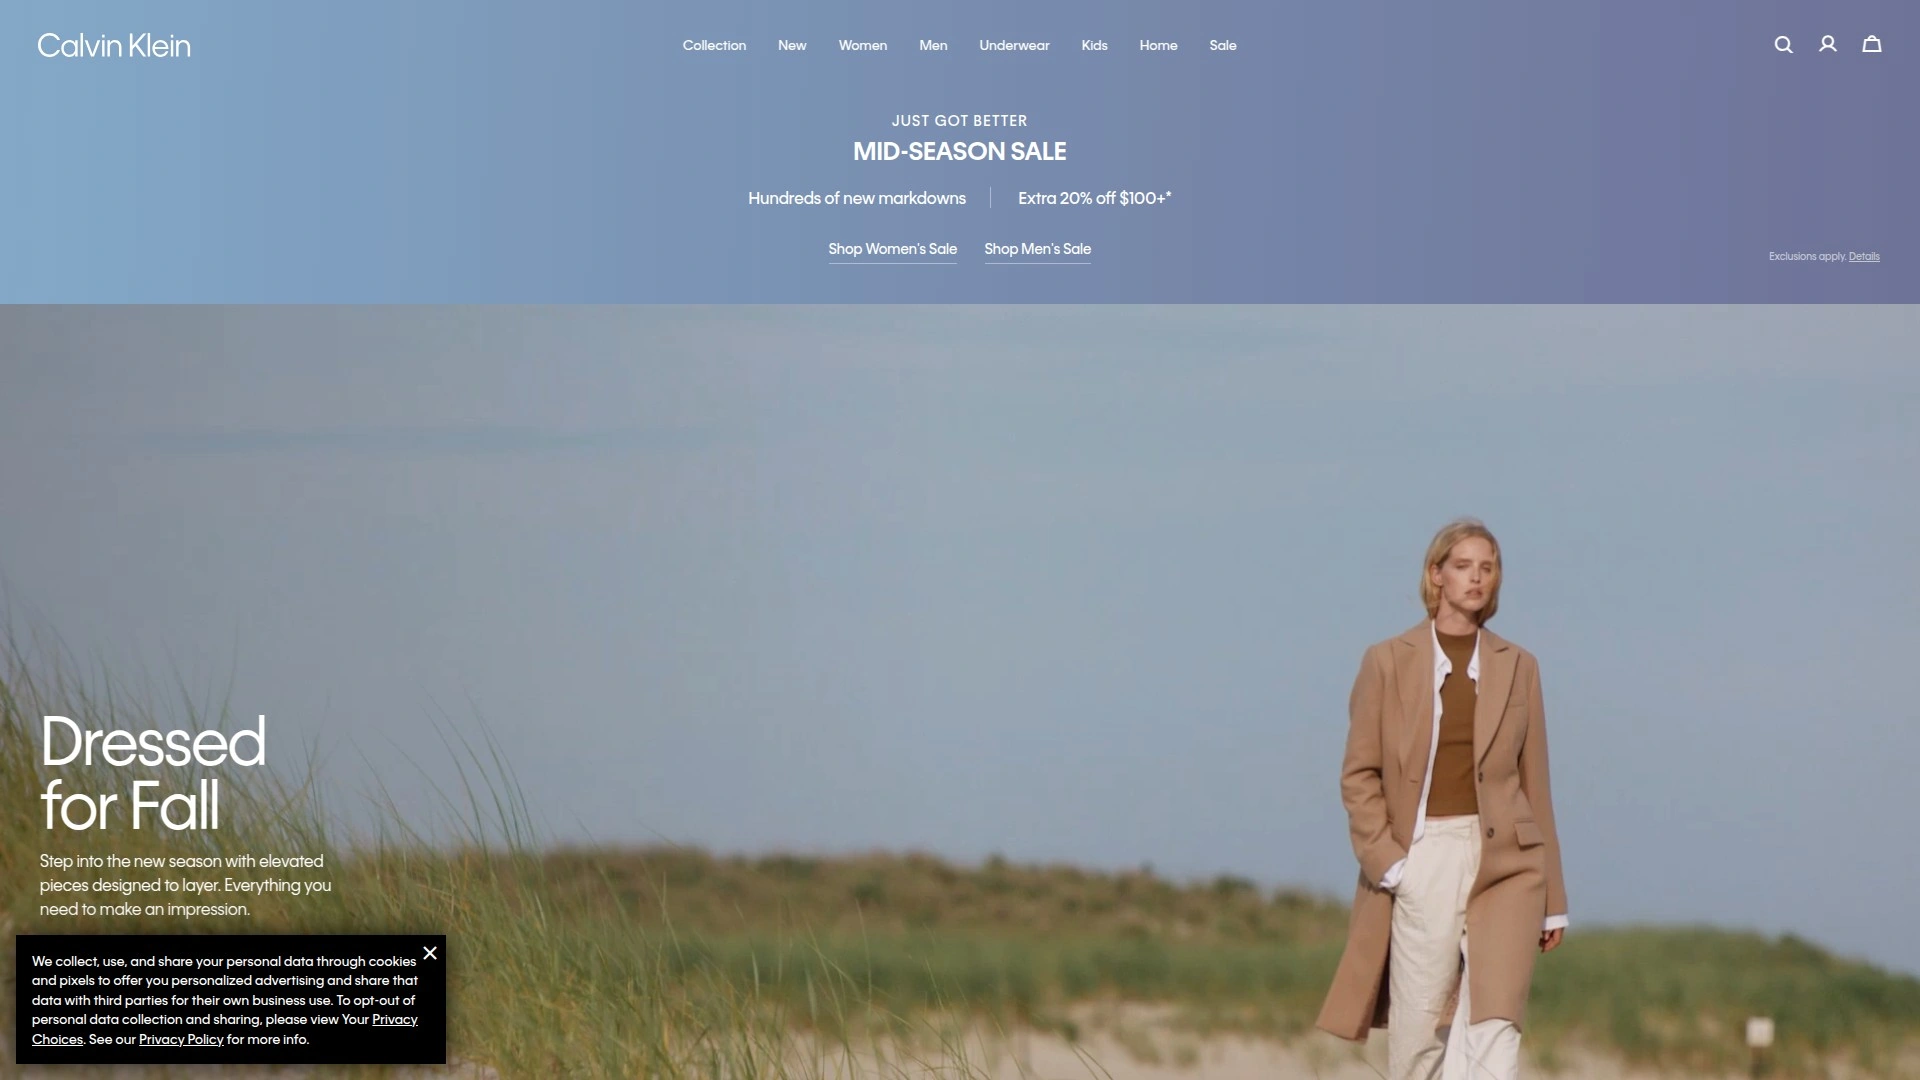 Calvin Klein
Collection New Women Men Underwear Kids Home Sale
JUST GOT BETTER
MID-SEASON SALE
Hundreds of new markdowns | Extra 20% off $100+*
Shop Women's Sale Shop Men's Sale
Exclusions apply. Details
Dressed
for Fall
Step into the new season with elevated
pieces designed to layer. Everything you
need to make an impression.
We collect, use, and share your personal data through cookies
and pixels to offer you personalized advertising and share that
data with third parties for their own business use. To opt-out of
personal data collection and sharing, please view Your Privacy
Choices. See our Privacy Policy for more info.